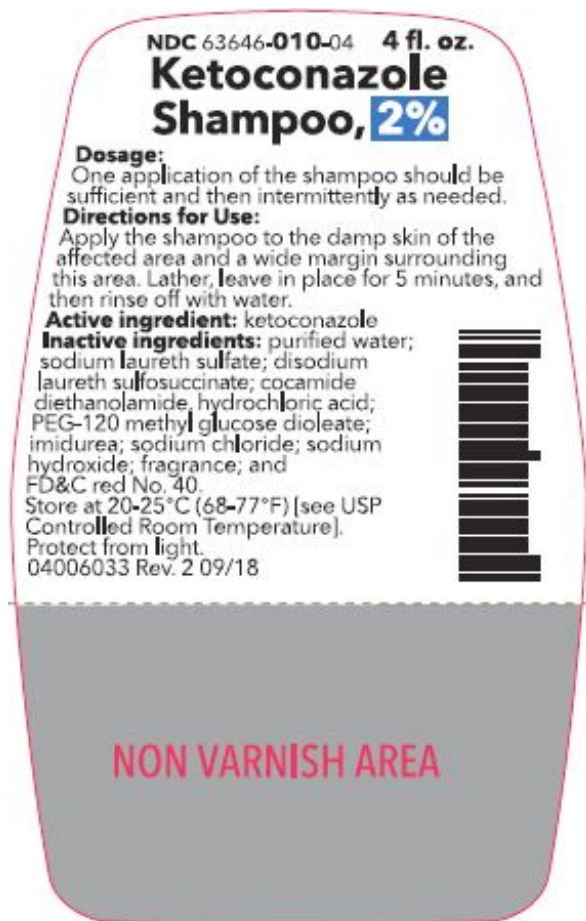 NDC 63646-010-04 4 fl. oz.
Ketoconazole
Shampoo, 2%
Dosage:
One application of the shampoo should be
sufficient and then intermittently as needed.
Directions for Use:
Apply the shampoo to the damp skin of the
affected area and a wide margin surrounding
this area. Lather, leave in place for 5 minutes, and
then rinse off with water.
Active ingredient: ketoconazole
Inactive ingredients: purified water;
sodium laureth sulfate; disodium
laureth sulfosuccinate; cocamide
diethanolamide, hydrochloric acid;
PEG-120 methyl glucose dioleate;
imidurea; sodium chloride; sodium
hydroxide; fragrance; and
FD&C red No. 40.
Store at 20-25°C (68-77°F) [see USP
Controlled Room Temperature].
Protect from light.
04006033 Rev. 2 09/18
NON VARNISH AREA